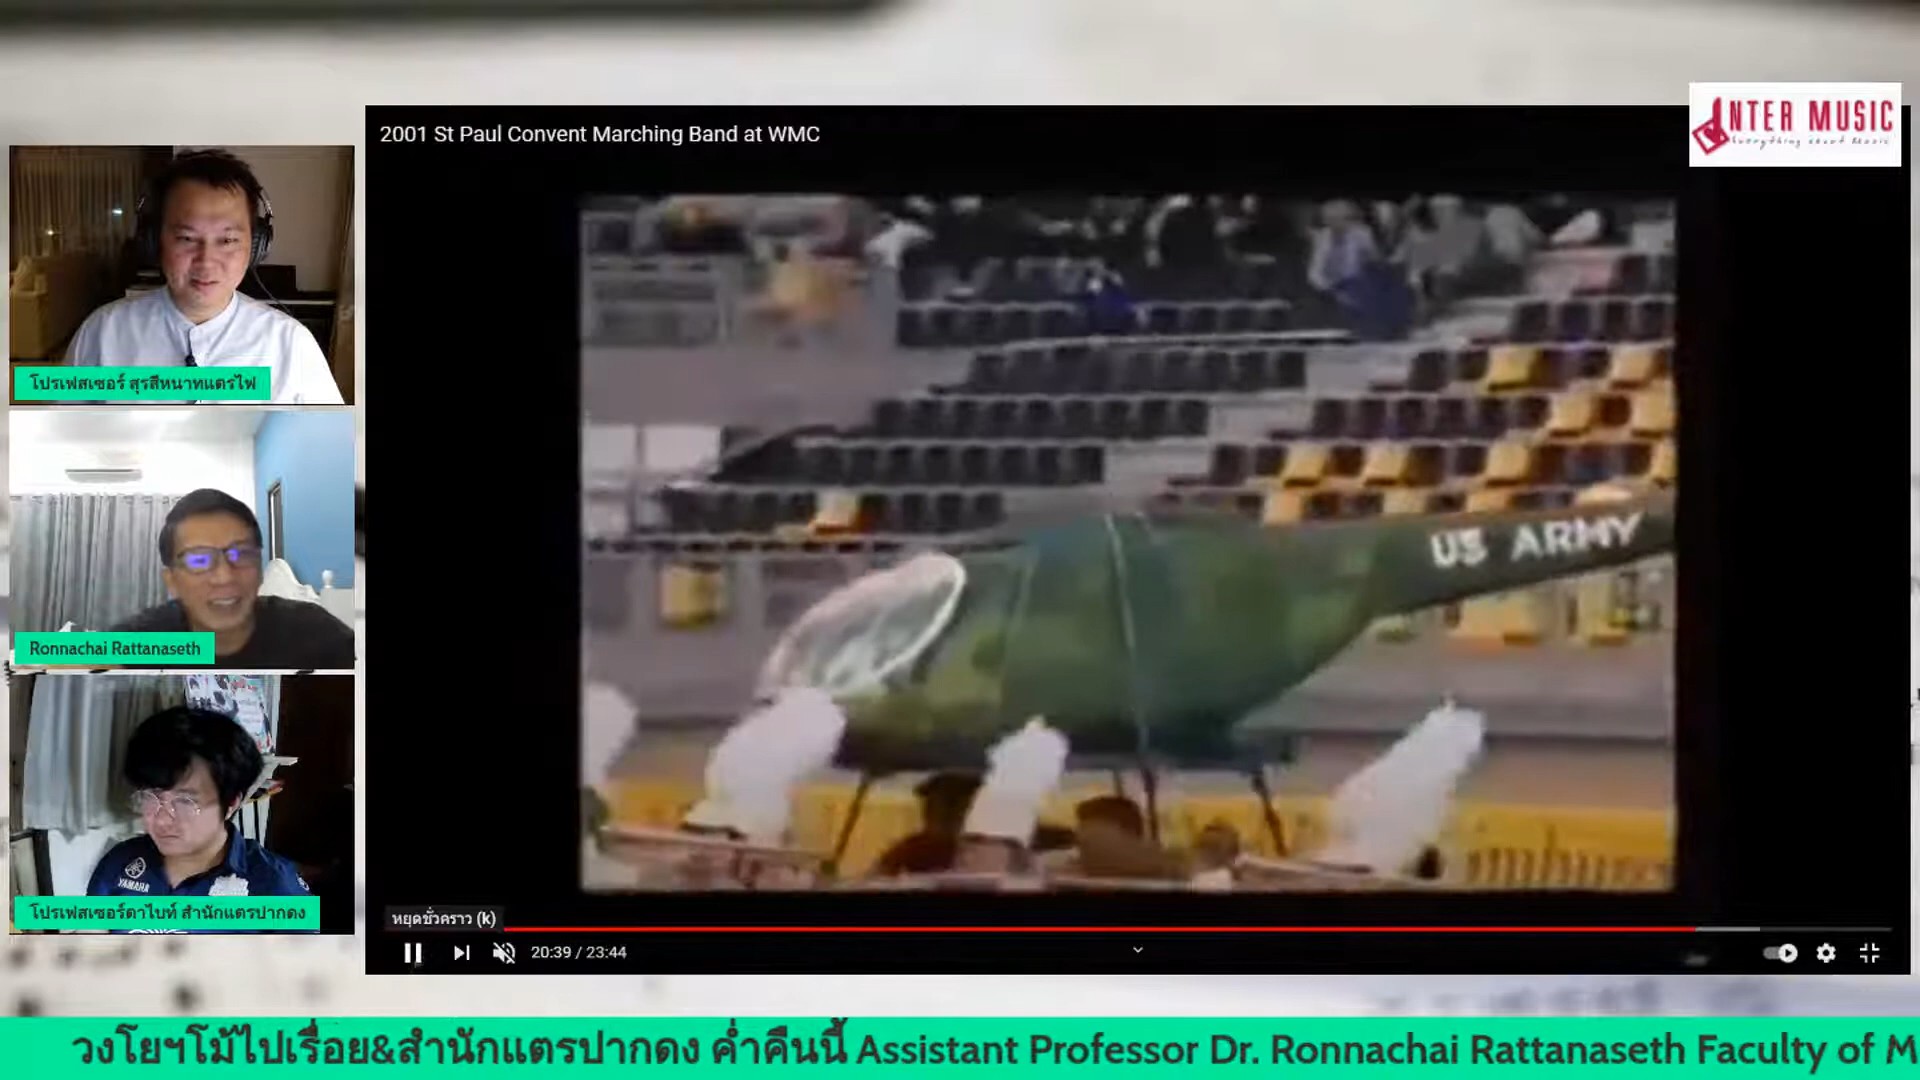 2001 St Paul Convent Marching Band at WMC
INTER MUSIC
Everything about Music
โปรเฟสเซอร์ สุรสีหนาทแตรไฟ
US ARMY
Ronnachai Rattanaseth
YAMAHA
โปรเฟสเซอร์ดาไบท์ สำนักแตรปากดง
หยุดชั่วคราว (k)
20:39 / 23:44
วงโยฯโม้ไปเรื่อย&สำนักแตรปากดง ค่ำคืนนี้ Assistant Professor Dr. Ronnachai Rattanaseth Faculty of M